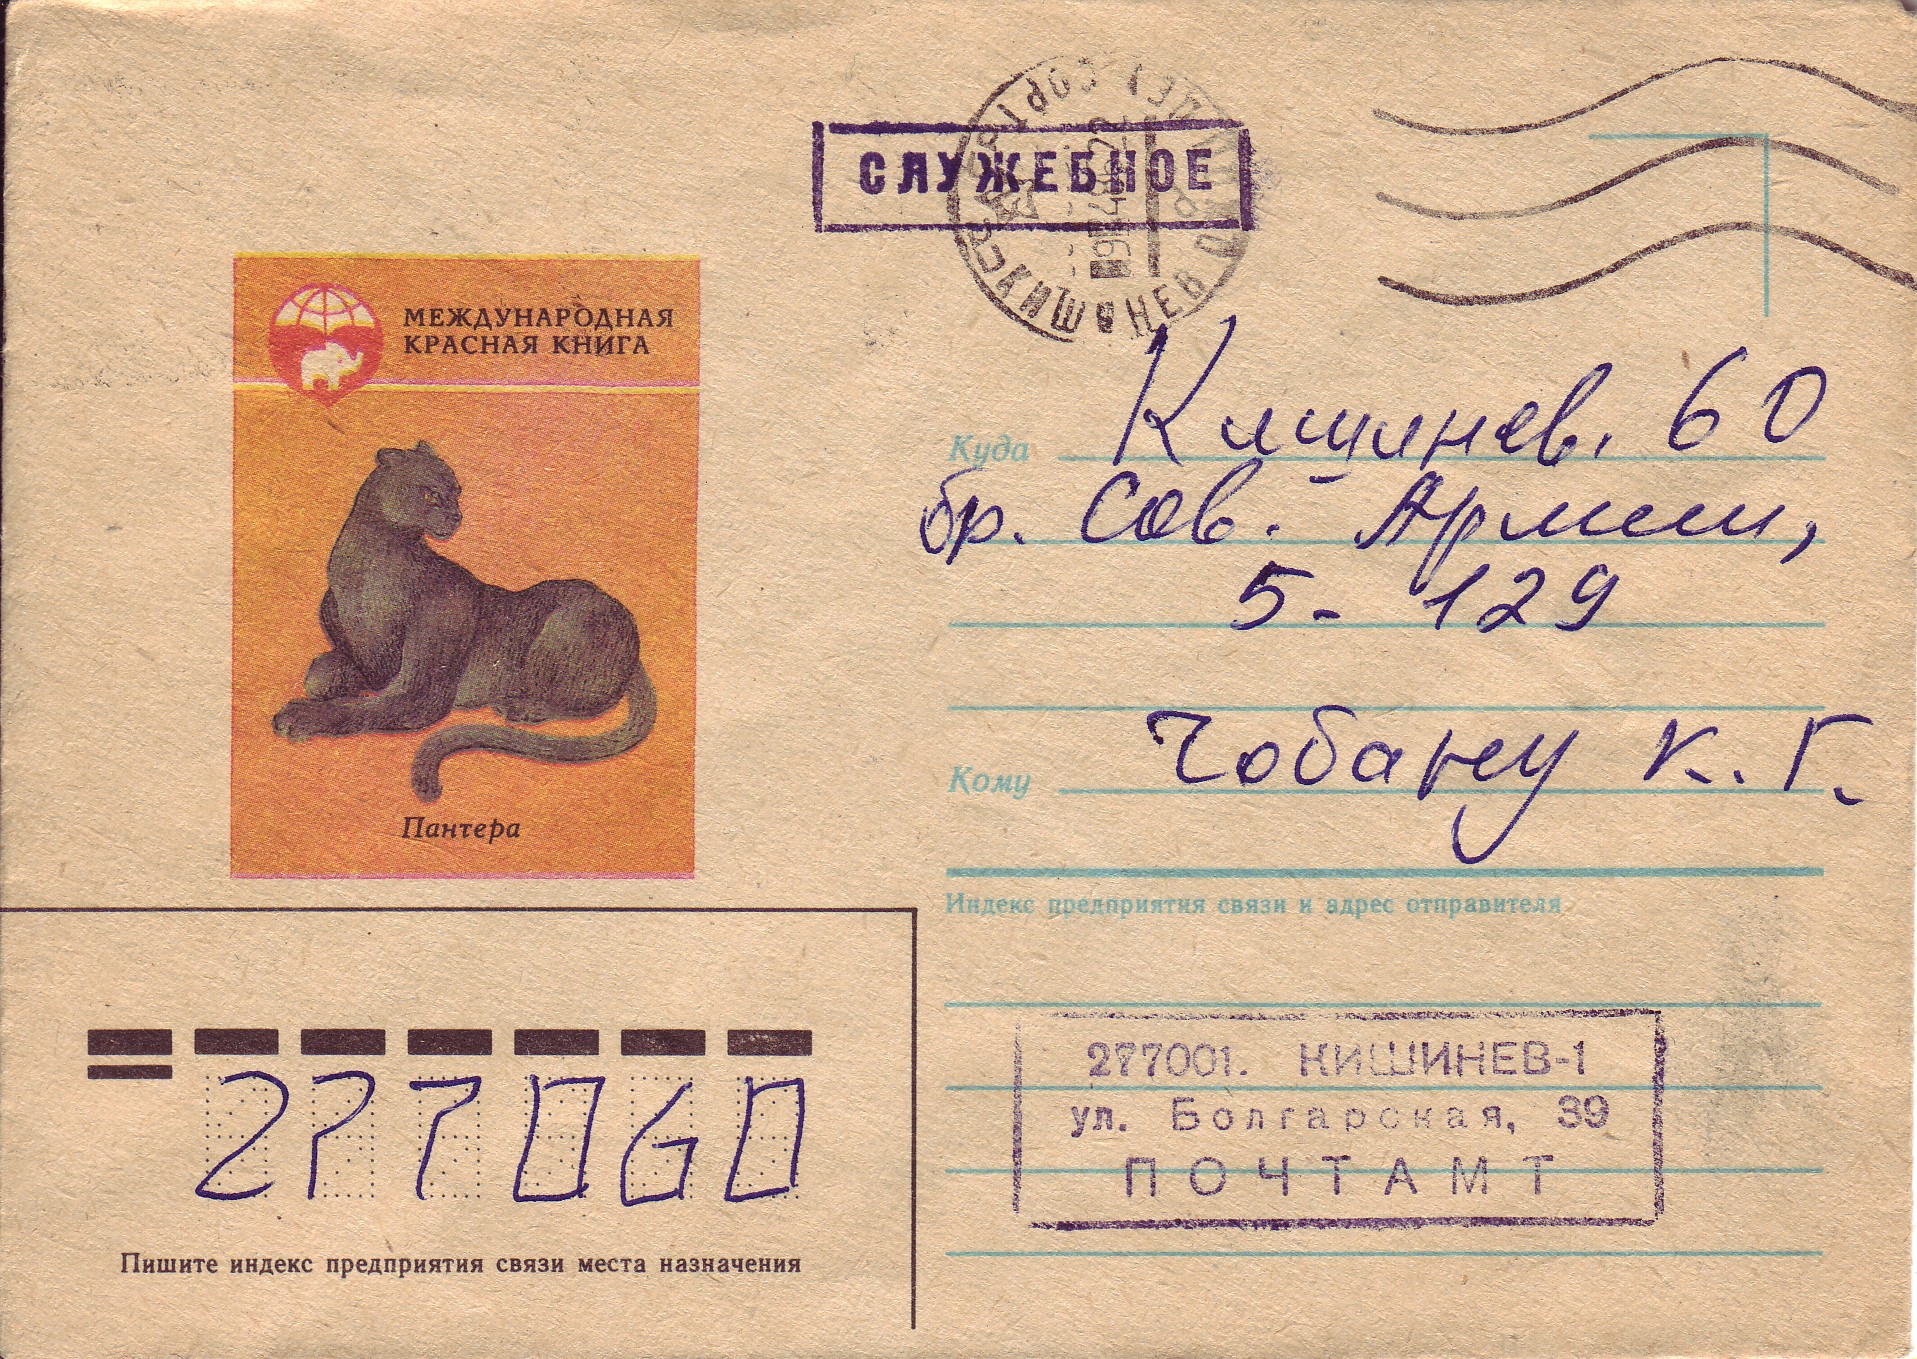 СЛУЖЕБНОЕ
КИШИНЕВ
МЕЖДУНАРОДНАЯ
КРАСНАЯ КНИГА
Пантера
Куда Кишинев. 60
бр. Сов. Армии,
5- 129
Кому Чобану К. Г.
Индекс предприятия связи и адрес отправителя
277001. КИШИНЕВ-1
ул. Болгарская, 39
ПОЧТАМТ
277060
Пишите индекс предприятия связи места назначения